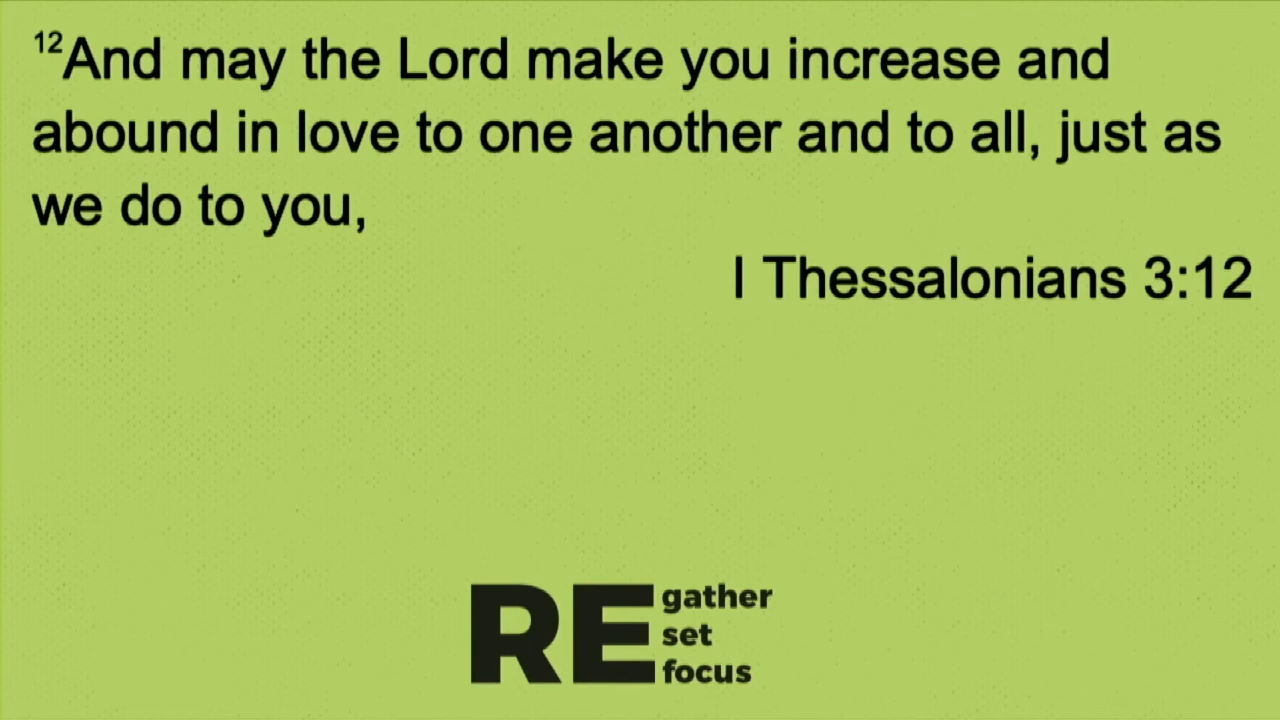 12And may the Lord make you increase and
abound in love to one another and to all, just as
we do to you,
I Thessalonians 3:12
RE gather
set
focus